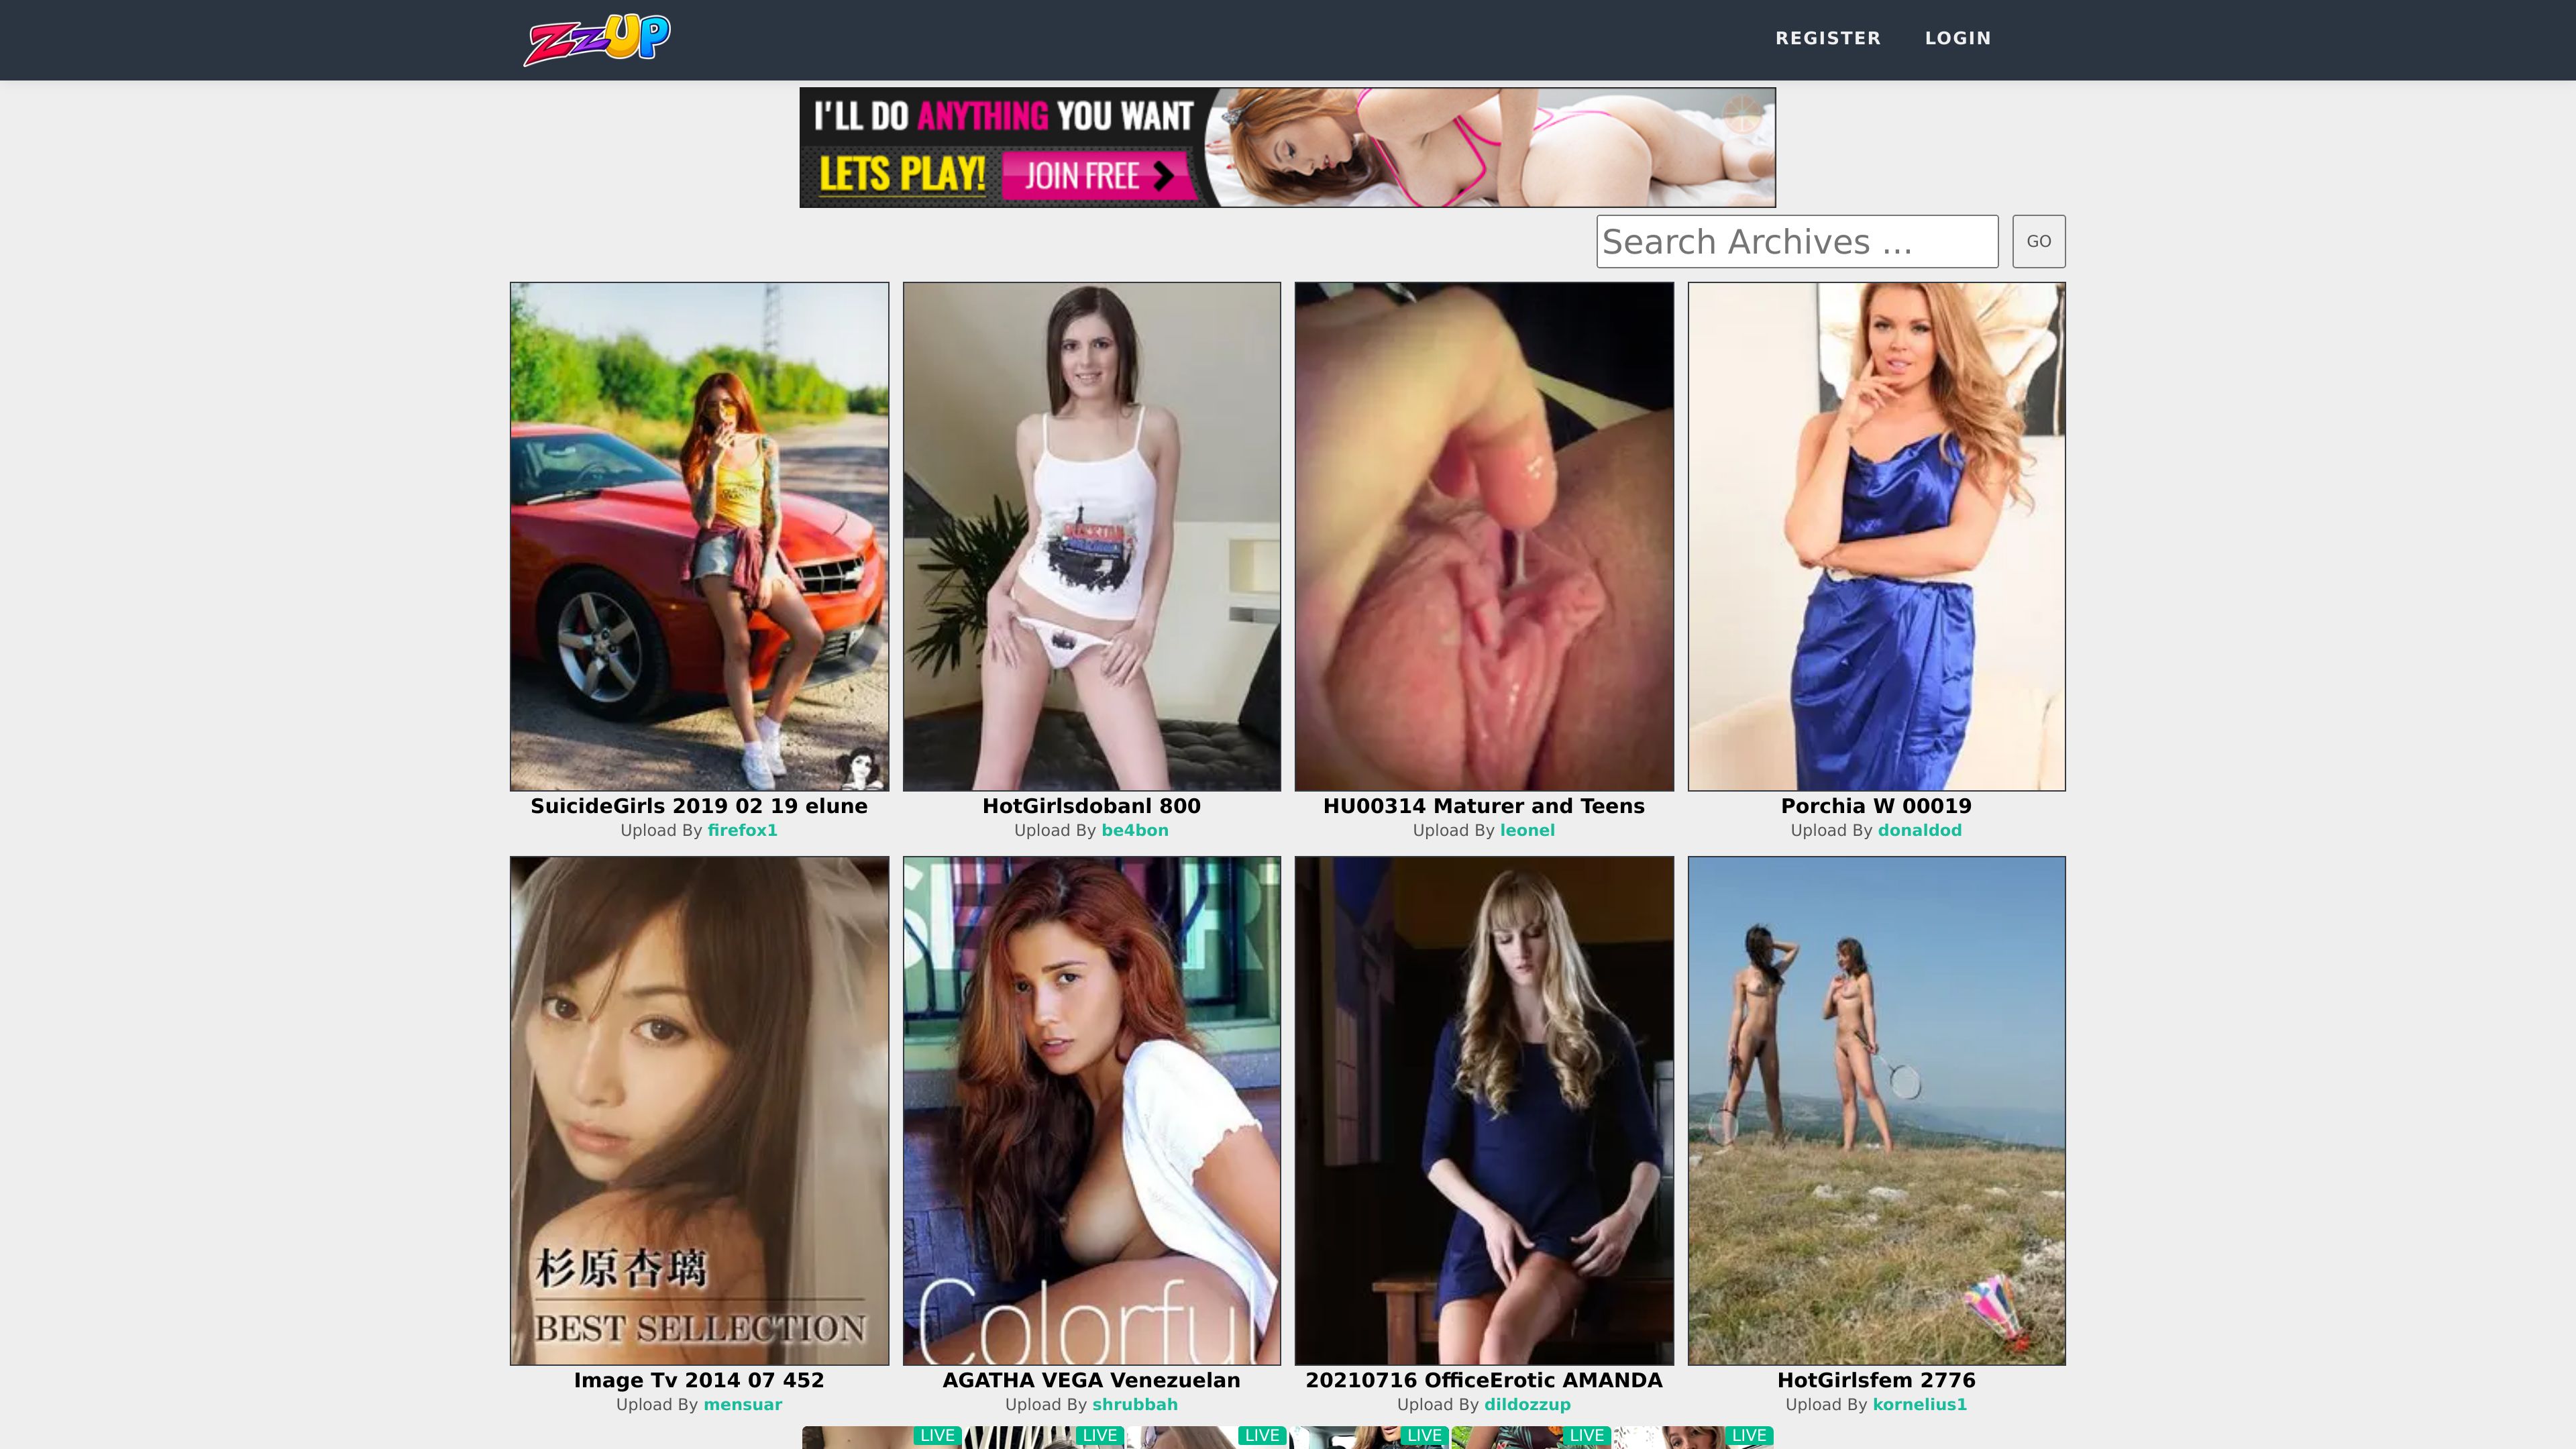 ZzUP
REGISTER LOGIN
I'LL DO ANYTHING YOU WANT
LETS PLAY! JOIN FREE
Search Archives ...
GO
SuicideGirls 2019 02 19 elune
Upload By firefox1
HotGirlsdobanl 800
Upload By be4bon
HU00314 Maturer and Teens
Upload By leonel
Porchia W 00019
Upload By donaldod
杉原杏璃
BEST SELLECTION
Colorful
Image Tv 2014 07 452
Upload By mensuar
AGATHA VEGA Venezuelan
Upload By shrubbah
20210716 OfficeErotic AMANDA
Upload By dildozzup
HotGirlsfem 2776
Upload By kornelius1
LIVE LIVE LIVE LIVE LIVE LIVE